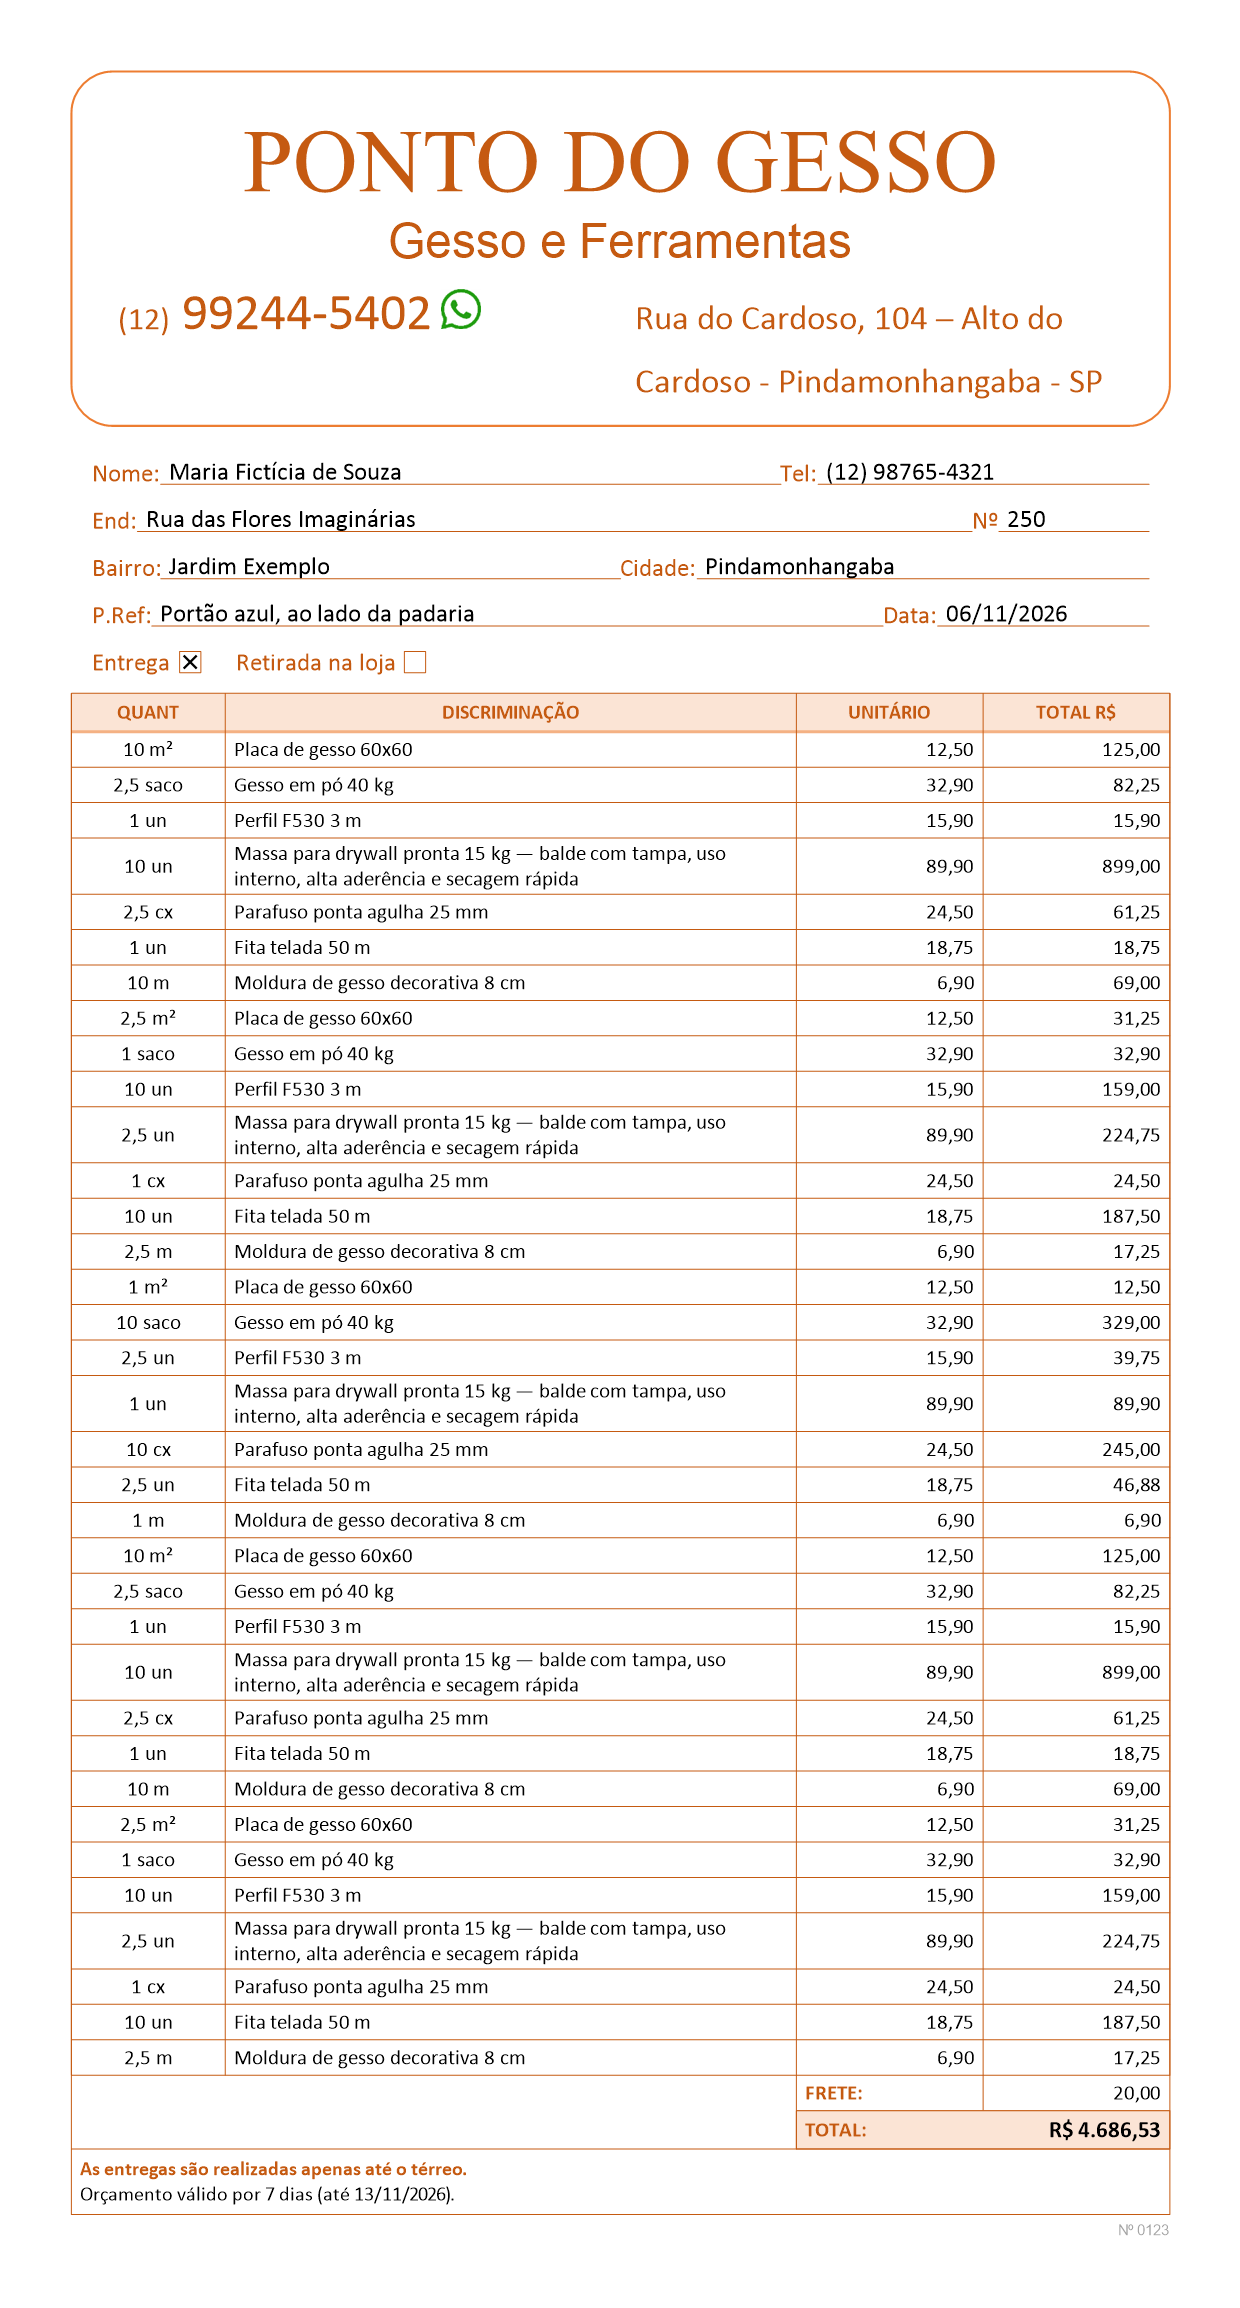 PONTO DO GESSO
Gesso e Ferramentas
(12) 99244-5402
Rua do Cardoso, 104 – Alto do
Cardoso - Pindamonhangaba - SP
Nome: Maria Fictícia de Souza Tel: (12) 98765-4321
End: Rua das Flores Imaginárias Nº 250
Bairro: Jardim Exemplo Cidade: Pindamonhangaba
P.Ref: Portão azul, ao lado da padaria Data: 06/11/2026
Entrega ☒ Retirada na loja ☐
QUANT DISCRIMINAÇÃO UNITÁRIO TOTAL R$
10 m² Placa de gesso 60x60 12,50 125,00
2,5 saco Gesso em pó 40 kg 32,90 82,25
1 un Perfil F530 3 m 15,90 15,90
10 un Massa para drywall pronta 15 kg — balde com tampa, uso 89,90 899,00
interno, alta aderência e secagem rápida
2,5 cx Parafuso ponta agulha 25 mm 24,50 61,25
1 un Fita telada 50 m 18,75 18,75
10 m Moldura de gesso decorativa 8 cm 6,90 69,00
2,5 m² Placa de gesso 60x60 12,50 31,25
1 saco Gesso em pó 40 kg 32,90 32,90
10 un Perfil F530 3 m 15,90 159,00
2,5 un Massa para drywall pronta 15 kg — balde com tampa, uso 89,90 224,75
interno, alta aderência e secagem rápida
1 cx Parafuso ponta agulha 25 mm 24,50 24,50
10 un Fita telada 50 m 18,75 187,50
2,5 m Moldura de gesso decorativa 8 cm 6,90 17,25
1 m² Placa de gesso 60x60 12,50 12,50
10 saco Gesso em pó 40 kg 32,90 329,00
2,5 un Perfil F530 3 m 15,90 39,75
1 un Massa para drywall pronta 15 kg — balde com tampa, uso 89,90 89,90
interno, alta aderência e secagem rápida
10 cx Parafuso ponta agulha 25 mm 24,50 245,00
2,5 un Fita telada 50 m 18,75 46,88
1 m Moldura de gesso decorativa 8 cm 6,90 6,90
10 m² Placa de gesso 60x60 12,50 125,00
2,5 saco Gesso em pó 40 kg 32,90 82,25
1 un Perfil F530 3 m 15,90 15,90
10 un Massa para drywall pronta 15 kg — balde com tampa, uso 89,90 899,00
interno, alta aderência e secagem rápida
2,5 cx Parafuso ponta agulha 25 mm 24,50 61,25
1 un Fita telada 50 m 18,75 18,75
10 m Moldura de gesso decorativa 8 cm 6,90 69,00
2,5 m² Placa de gesso 60x60 12,50 31,25
1 saco Gesso em pó 40 kg 32,90 32,90
10 un Perfil F530 3 m 15,90 159,00
2,5 un Massa para drywall pronta 15 kg — balde com tampa, uso 89,90 224,75
interno, alta aderência e secagem rápida
1 cx Parafuso ponta agulha 25 mm 24,50 24,50
10 un Fita telada 50 m 18,75 187,50
2,5 m Moldura de gesso decorativa 8 cm 6,90 17,25
FRETE: 20,00
TOTAL: R$ 4.686,53
As entregas são realizadas apenas até o térreo.
Orçamento válido por 7 dias (até 13/11/2026).
Nº 0123